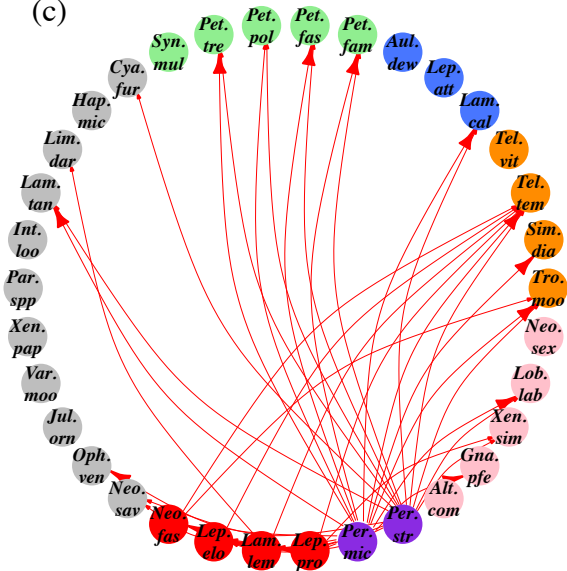 (c)
Pet.
pol
Pet.
fas
Pet.
fam
Aul.
dew
Lep.
att
Lam.
cal
Tel.
vit
Tel.
tem
Sim.
dia
Tro.
moo
Neo.
sex
Lob.
lab
Xen.
sim
Gna.
pfe
Alt.
com
Per.
str
Per.
mic
Lep.
pro
Lam.
lem
Lep.
elo
Neo.
fas
Neo.
sav
Oph.
ven
Jul.
orn
Var.
moo
Xen.
pap
Par.
spp
Int.
loo
Lam.
tan
Lim.
dar
Hap.
mic
Cya.
fur
Syn.
mul
Pet.
tre